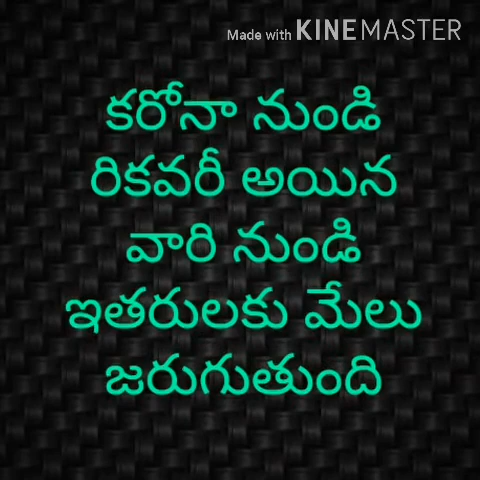 Made with KINEMASTER
కరోనా నుండి
రికవరీ అయిన
వారి నుండి
ఇతరులకు మేలు
జరుగుతుంది